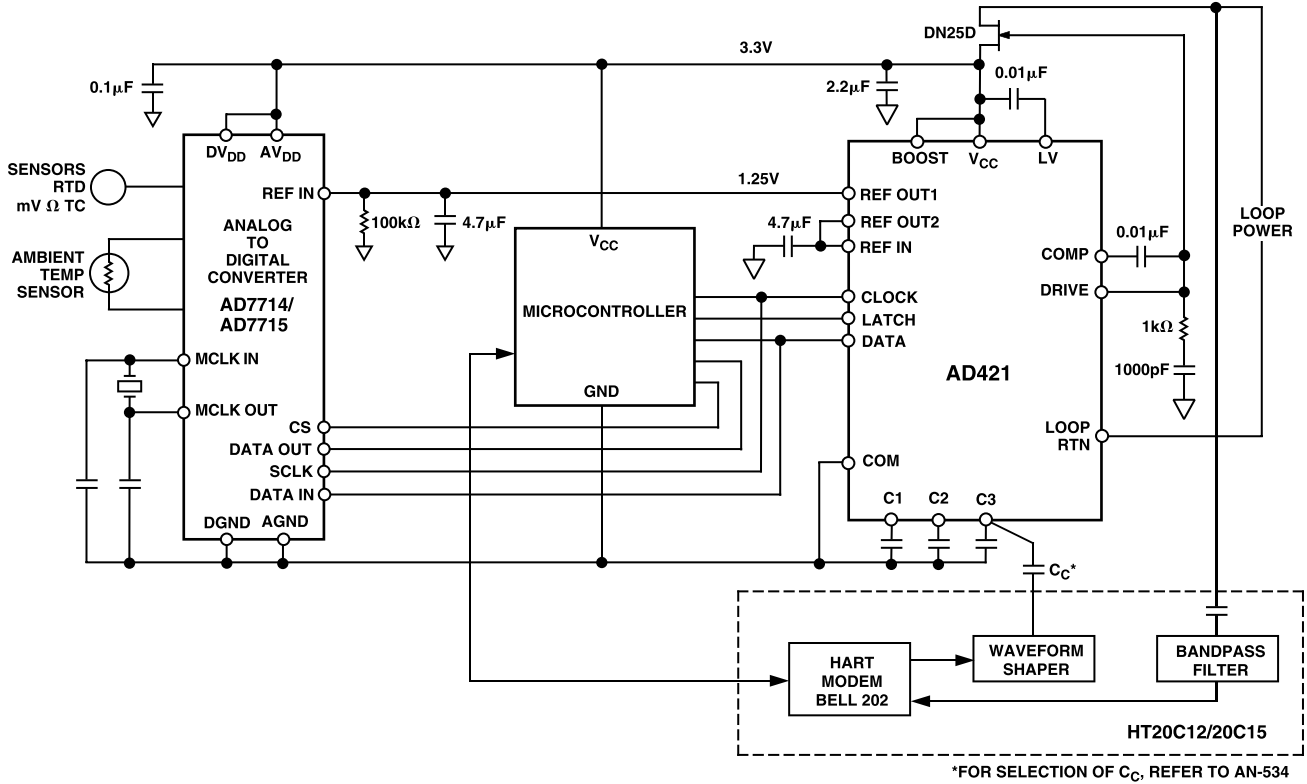 DN25D
3.3V
0.1μF
2.2μF
0.01μF
DVDD
AVDD
BOOST
VCC
LV
SENSORS
RTD
mV Ω TC
REF IN
1.25V
REF OUT1
100kΩ
4.7μF
4.7μF
REF OUT2
REF IN
LOOP
POWER
ANALOG
TO
DIGITAL
CONVERTER
AD7714/
AD7715
AMBIENT
TEMP
SENSOR
VCC
MICROCONTROLLER
GND
COMP
0.01μF
DRIVE
CLOCK
LATCH
DATA
1kΩ
1000pF
AD421
MCLK IN
MCLK OUT
CS
DATA OUT
SCLK
DATA IN
LOOP
RTN
COM
DGND
AGND
C1
C2
C3
CC*
HART
MODEM
BELL 202
WAVEFORM
SHAPER
BANDPASS
FILTER
HT20C12/20C15
*FOR SELECTION OF CC, REFER TO AN-534